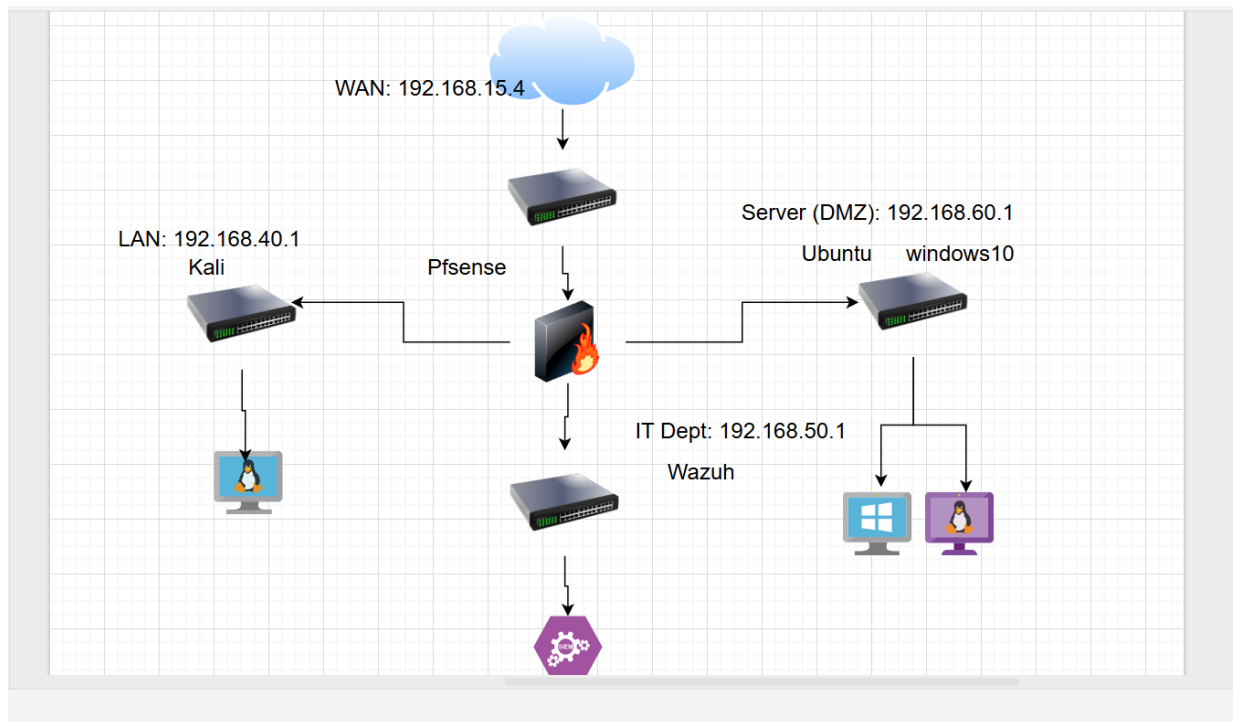 WAN: 192.168.15.4
Server (DMZ): 192.168.60.1
Ubuntu windows10
LAN: 192.168.40.1
Kali
Pfsense
IT Dept: 192.168.50.1
Wazuh
SIEM